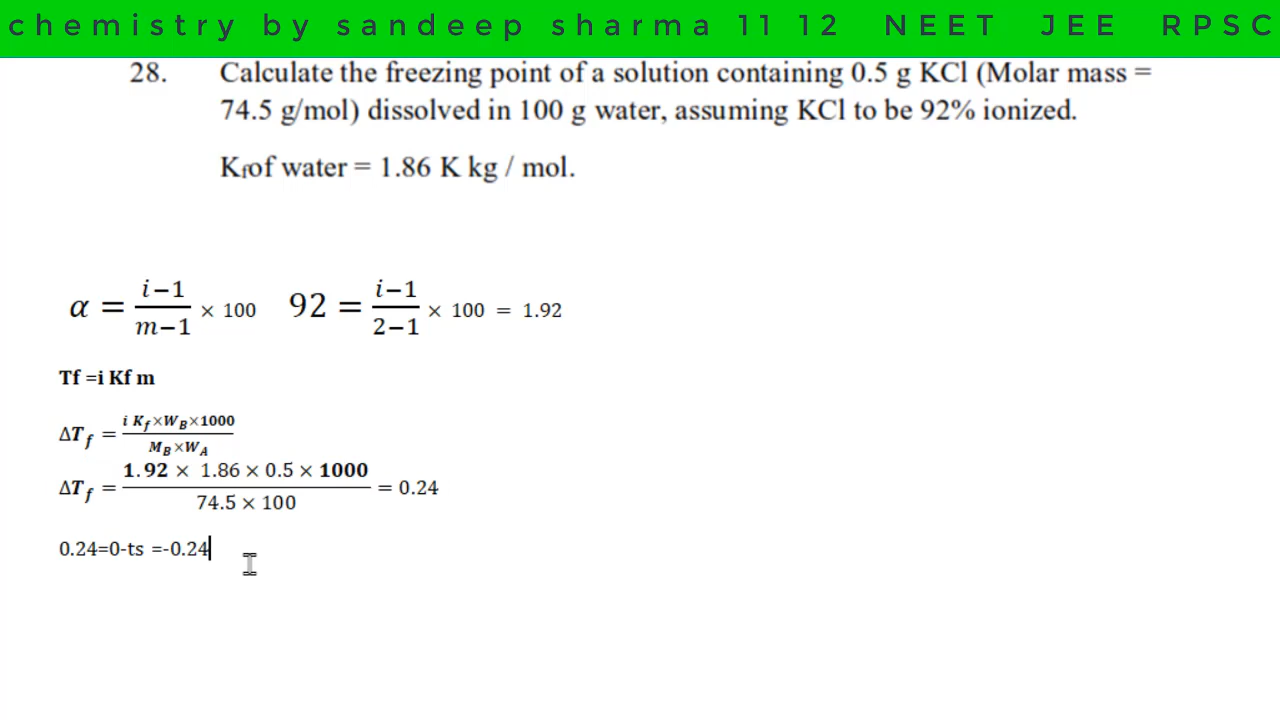 chemistry by sandeep sharma 11 12 NEET JEE RPSC
28. Calculate the freezing point of a solution containing 0.5 g KCl (Molar mass =
74.5 g/mol) dissolved in 100 g water, assuming KCl to be 92% ionized.
Kf of water = 1.86 K kg / mol.
α = i−1/m−1 × 100 92 = i−1/2−1 × 100 = 1.92
Tf =i Kf m
ΔTf = i Kf×WB×1000/MB×WA
ΔTf = 1.92 × 1.86 × 0.5 × 1000/74.5 × 100 = 0.24
0.24=0-ts =-0.24